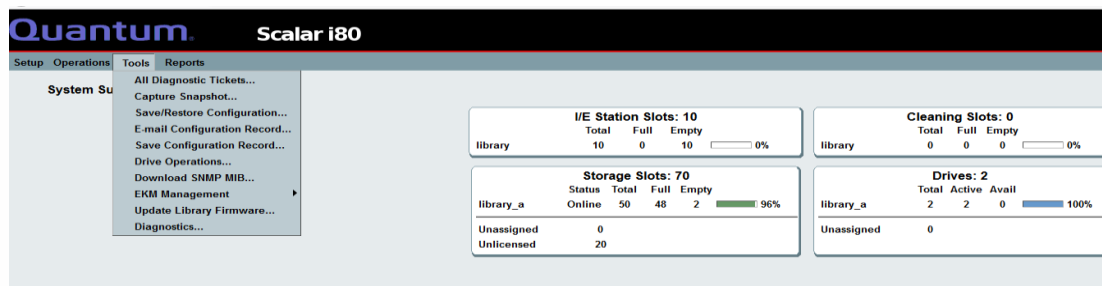 Quantum. Scalar i80
Setup Operations Tools Reports
System Su
All Diagnostic Tickets...
Capture Snapshot...
Save/Restore Configuration...
E-mail Configuration Record...
Save Configuration Record...
Drive Operations...
Download SNMP MIB...
EKM Management
Update Library Firmware...
Diagnostics...
I/E Station Slots: 10
Total Full Empty
library 10 0 10 0%
Cleaning Slots: 0
Total Full Empty
library 0 0 0 0%
Storage Slots: 70
Status Total Full Empty
library_a Online 50 48 2 96%
Unassigned 0
Unlicensed 20
Drives: 2
Total Active Avail
library_a 2 2 0 100%
Unassigned 0